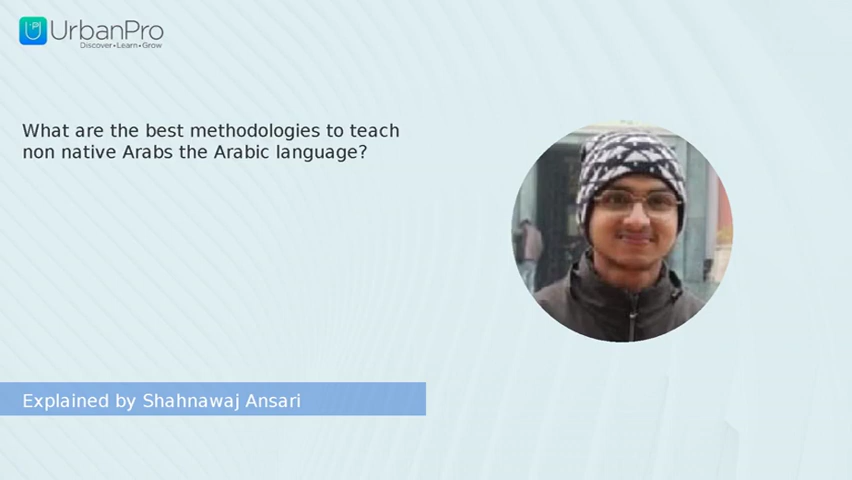 UrbanPro
Discover•Learn•Grow
What are the best methodologies to teach
non native Arabs the Arabic language?
Explained by Shahnawaj Ansari